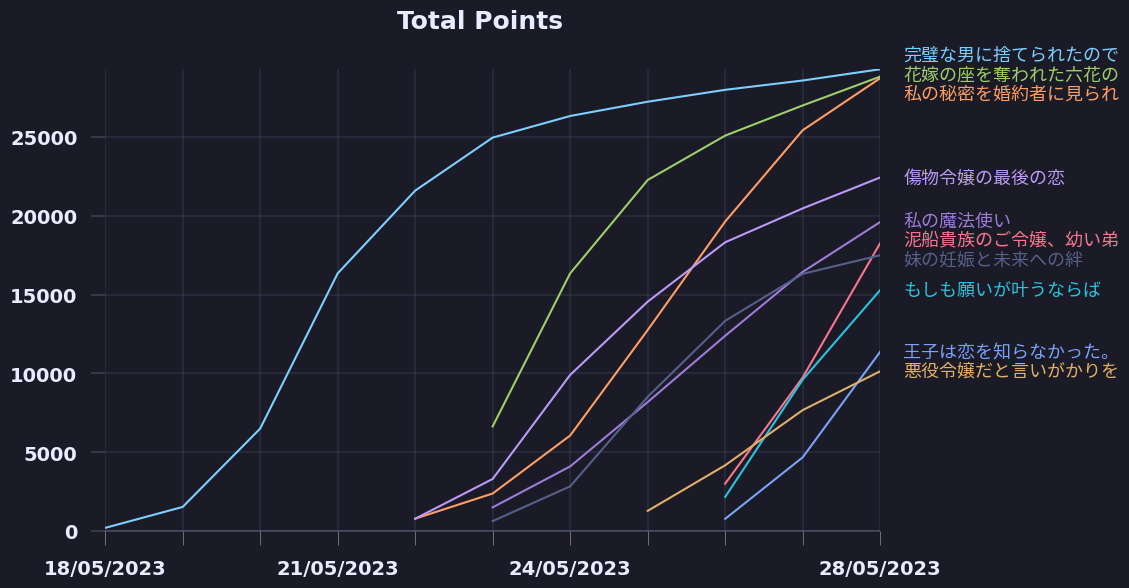 Total Points
完璧な男に捨てられたので
花嫁の座を奪われた六花の
私の秘密を婚約者に見られ
25000
傷物令嬢の最後の恋
20000
私の魔法使い
泥船貴族のご令嬢、幼い弟
妹の妊娠と未来への絆
15000
もしも願いが叶うならば
王子は恋を知らなかった。
10000
悪役令嬢だと言いがかりを
5000
0
18/05/2023 21/05/2023 24/05/2023 28/05/2023